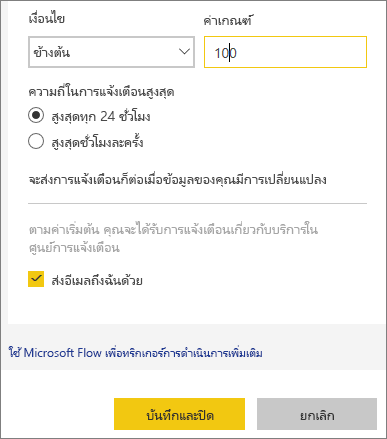 เงื่อนไข
ค่าเกณฑ์
ข้างต้น
100
ความถี่ในการแจ้งเตือนสูงสุด
สูงสุดทุก 24 ชั่วโมง
สูงสุดชั่วโมงละครั้ง
จะส่งการแจ้งเตือนก็ต่อเมื่อข้อมูลของคุณมีการเปลี่ยนแปลง
ตามค่าเริ่มต้น คุณจะได้รับการแจ้งเตือนเกี่ยวกับบริการใน
ศูนย์การแจ้งเตือน
ส่งอีเมลถึงฉันด้วย
ใช้ Microsoft Flow เพื่อทริกเกอร์การดำเนินการเพิ่มเติม
บันทึกและปิด
ยกเลิก